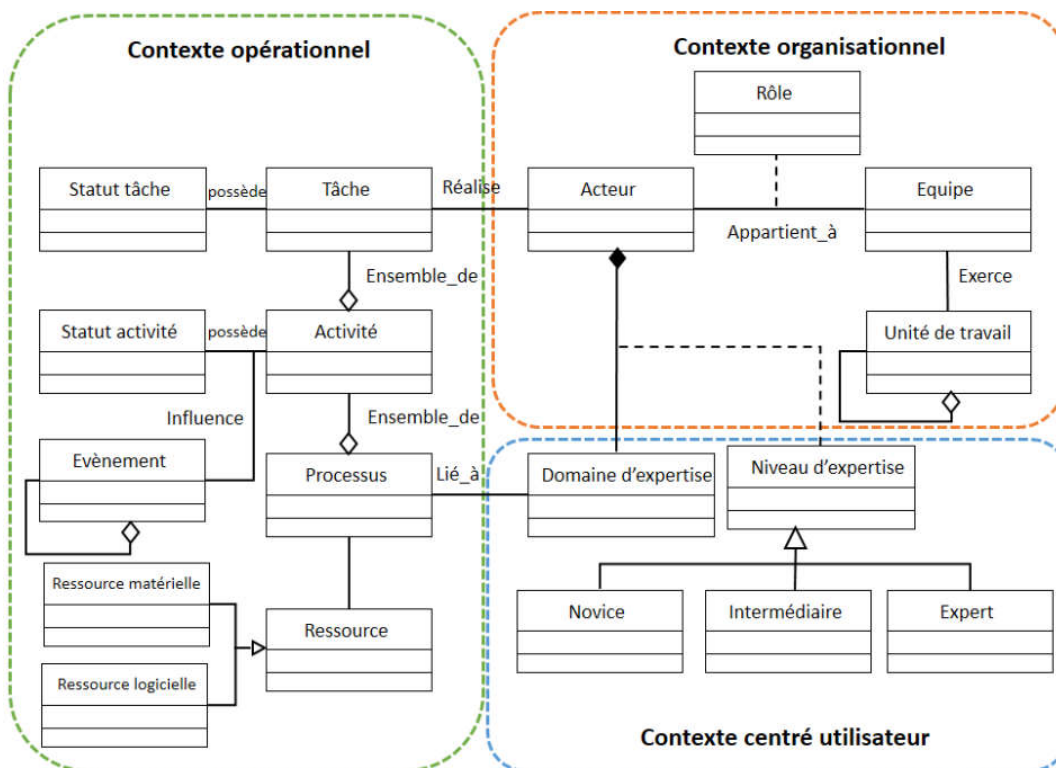 Contexte opérationnel
Contexte organisationnel
Rôle
Statut tâche
possède
Tâche
Réalise
Acteur
Appartient_à
Equipe
Ensemble_de
Exerce
Statut activité
possède
Activité
Unité de travail
Influence
Ensemble_de
Evènement
Processus
Lié_à
Domaine d'expertise
Niveau d'expertise
Ressource matérielle
Ressource
Novice
Intermédiaire
Expert
Ressource logicielle
Contexte centré utilisateur